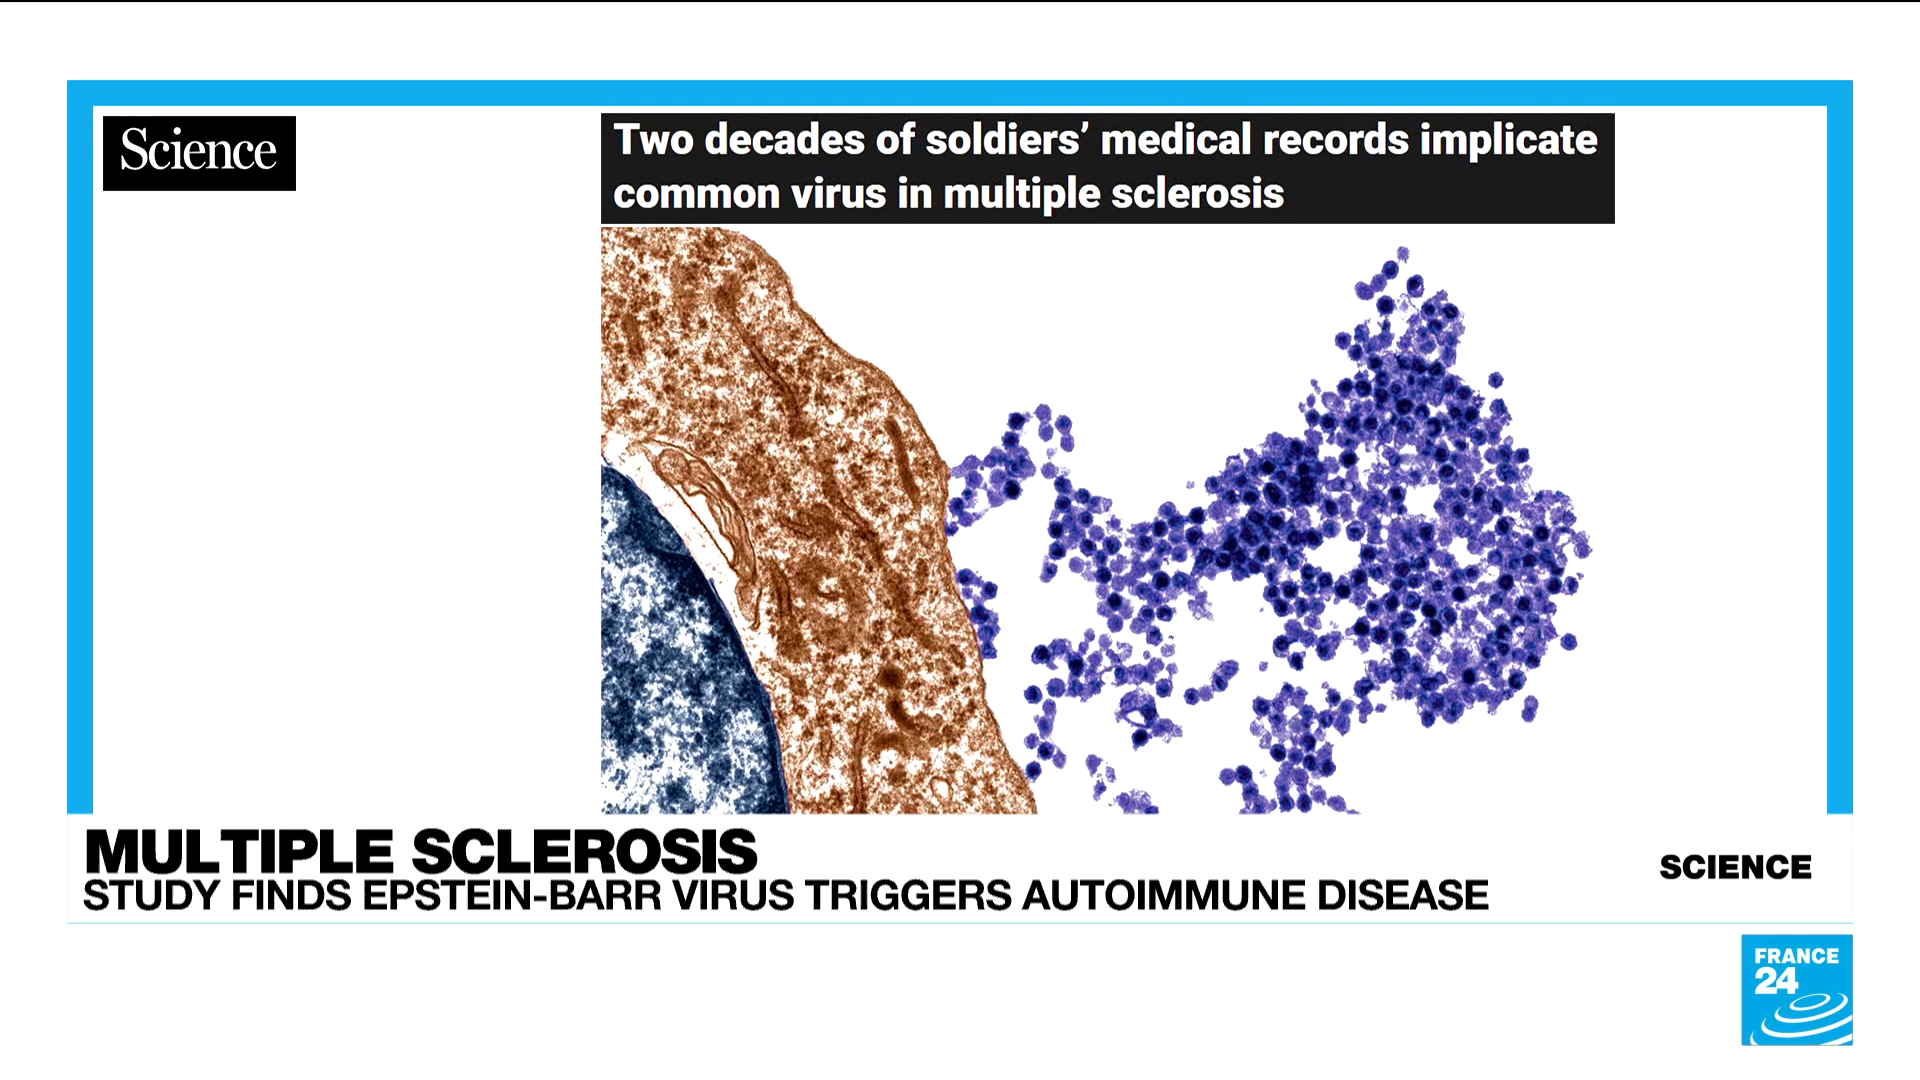 Science
Two decades of soldiers’ medical records implicate
common virus in multiple sclerosis
MULTIPLE SCLEROSIS
STUDY FINDS EPSTEIN-BARR VIRUS TRIGGERS AUTOIMMUNE DISEASE
SCIENCE
FRANCE
24